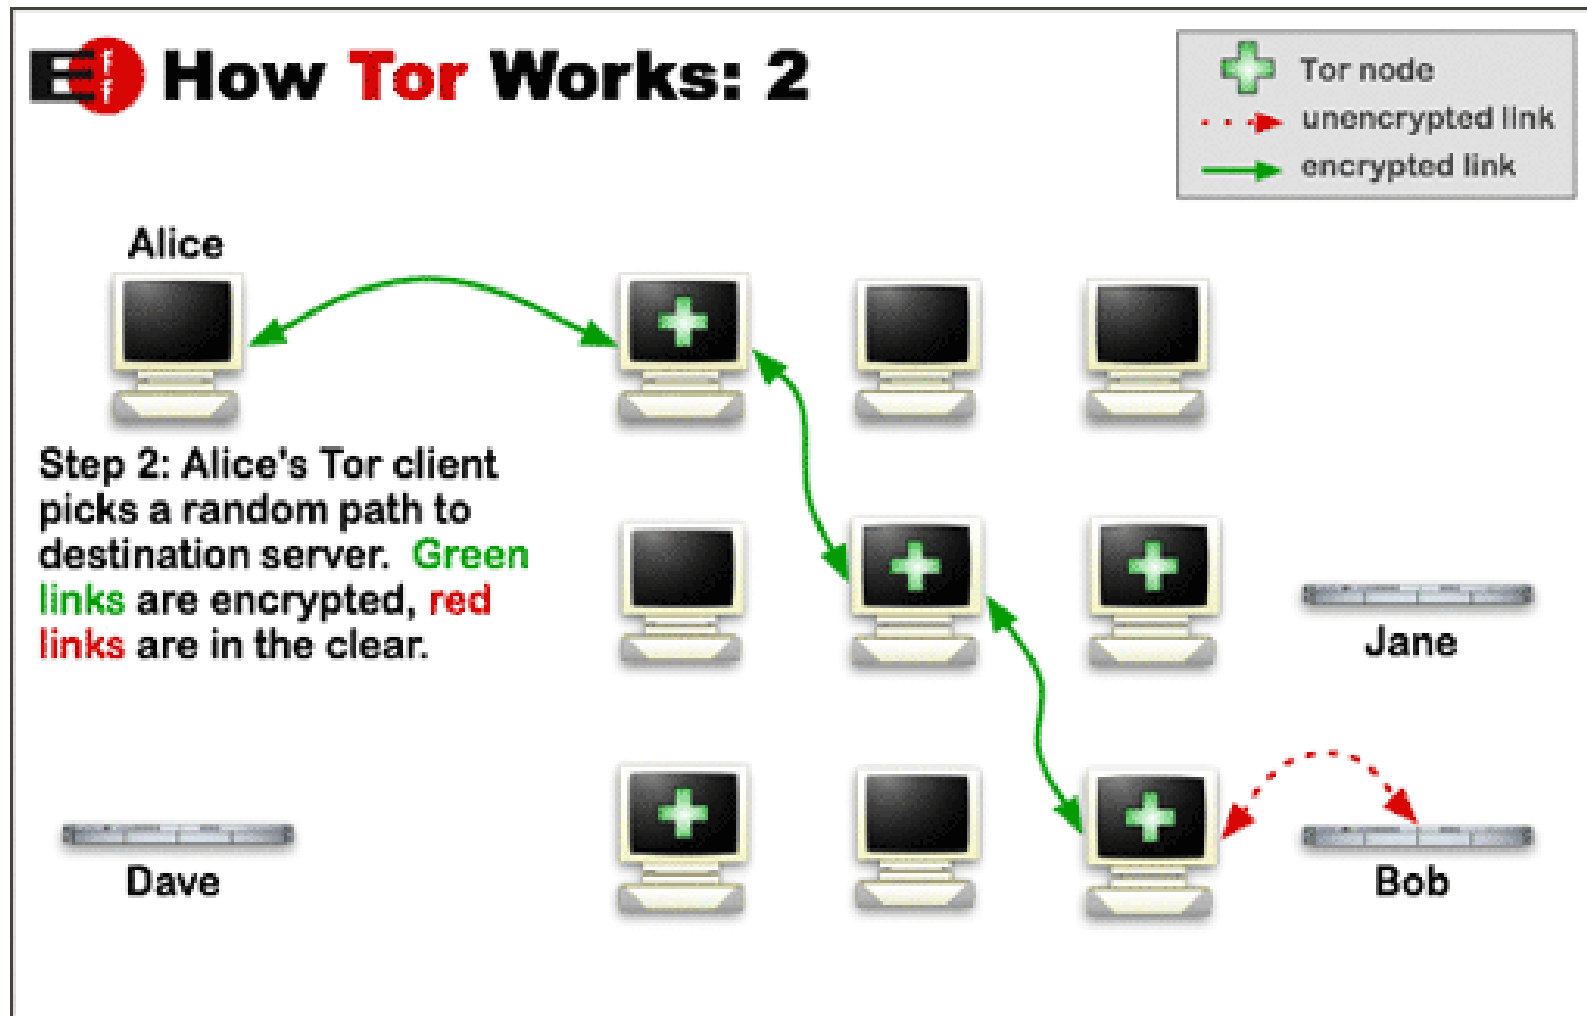 EFF How Tor Works: 2
Tor node
unencrypted link
encrypted link
Alice
Step 2: Alice's Tor client
picks a random path to
destination server. Green
links are encrypted, red
links are in the clear.
Jane
Dave
Bob